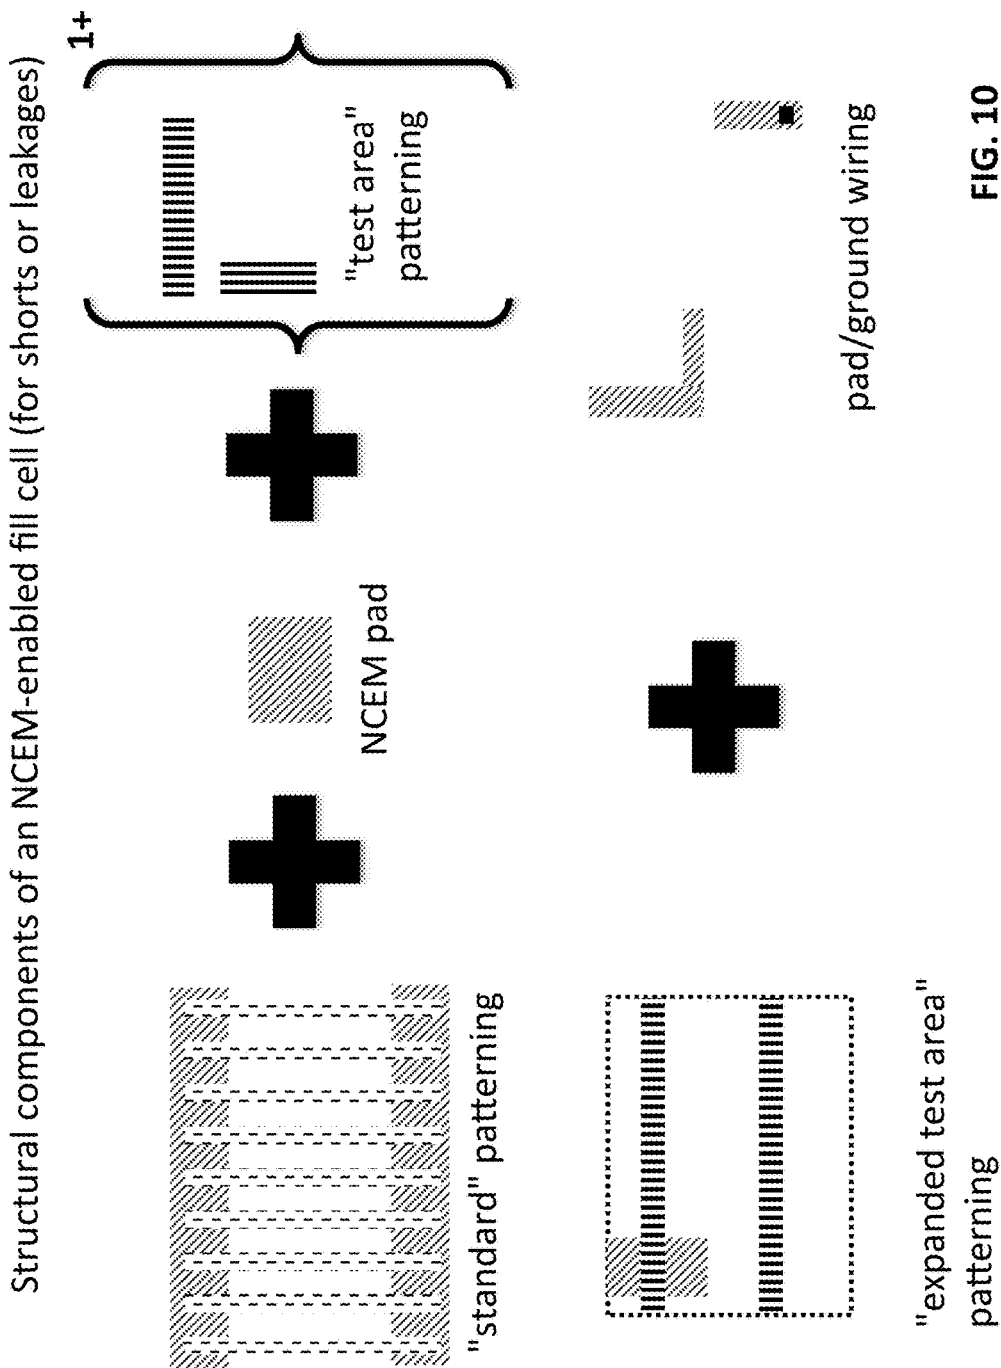 Structural components of an NCEM-enabled fill cell (for shorts or leakages)
1+
"standard" patterning
NCEM pad
"test area"
patterning
"expanded test area"
patterning
pad/ground wiring
FIG. 10